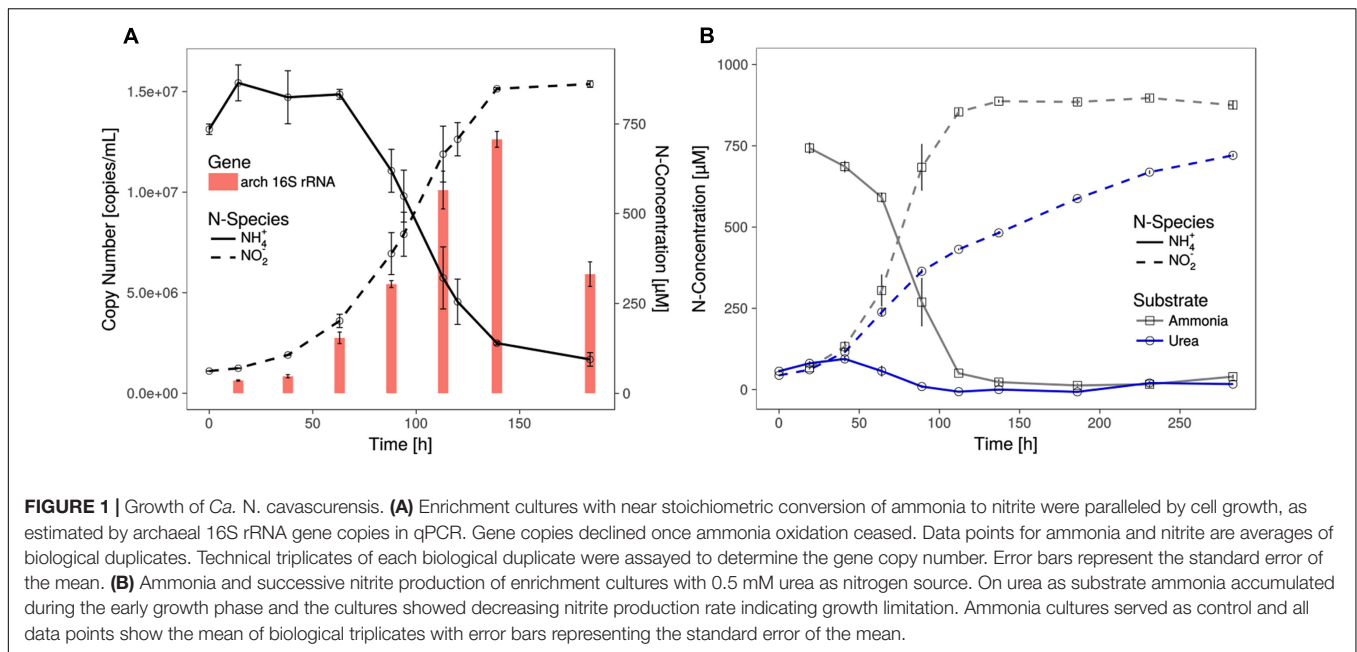 A
B
1.5e+07
1.0e+07
5.0e+06
0.0e+00
Copy Number [copies/mL]
Gene
arch 16S rRNA
N-Species
NH4+
NO2-
750
500
250
0
N-Concentration [µM]
0
50
100
150
Time [h]
1000
750
500
250
0
N-Concentration [µM]
N-Species
NH4+
NO2-
Substrate
Ammonia
Urea
0
50
100
150
200
250
Time [h]
FIGURE 1 | Growth of Ca. N. cavascurensis. (A) Enrichment cultures with near stoichiometric conversion of ammonia to nitrite were paralleled by cell growth, as
estimated by archaeal 16S rRNA gene copies in qPCR. Gene copies declined once ammonia oxidation ceased. Data points for ammonia and nitrite are averages of
biological duplicates. Technical triplicates of each biological duplicate were assayed to determine the gene copy number. Error bars represent the standard error of
the mean. (B) Ammonia and successive nitrite production of enrichment cultures with 0.5 mM urea as nitrogen source. On urea as substrate ammonia accumulated
during the early growth phase and the cultures showed decreasing nitrite production rate indicating growth limitation. Ammonia cultures served as control and all
data points show the mean of biological triplicates with error bars representing the standard error of the mean.